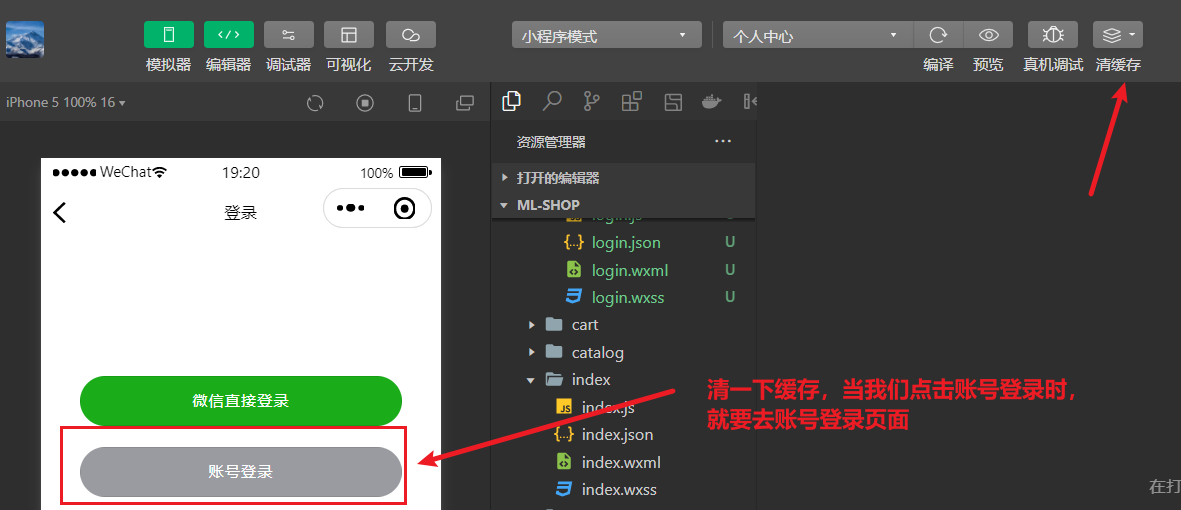 小程序模式
个人中心
模拟器 编辑器 调试器 可视化 云开发
编译 预览 真机调试 清缓存
iPhone 5 100% 16
资源管理器
打开的编辑器
ML-SHOP
WeChat 19:20 100%
登录
login.js U
login.json U
login.wxml U
login.wxss U
cart
catalog
index
index.js
index.json
index.wxml
index.wxss
微信直接登录
账号登录
清一下缓存，当我们点击账号登录时，
就要去账号登录页面
在打